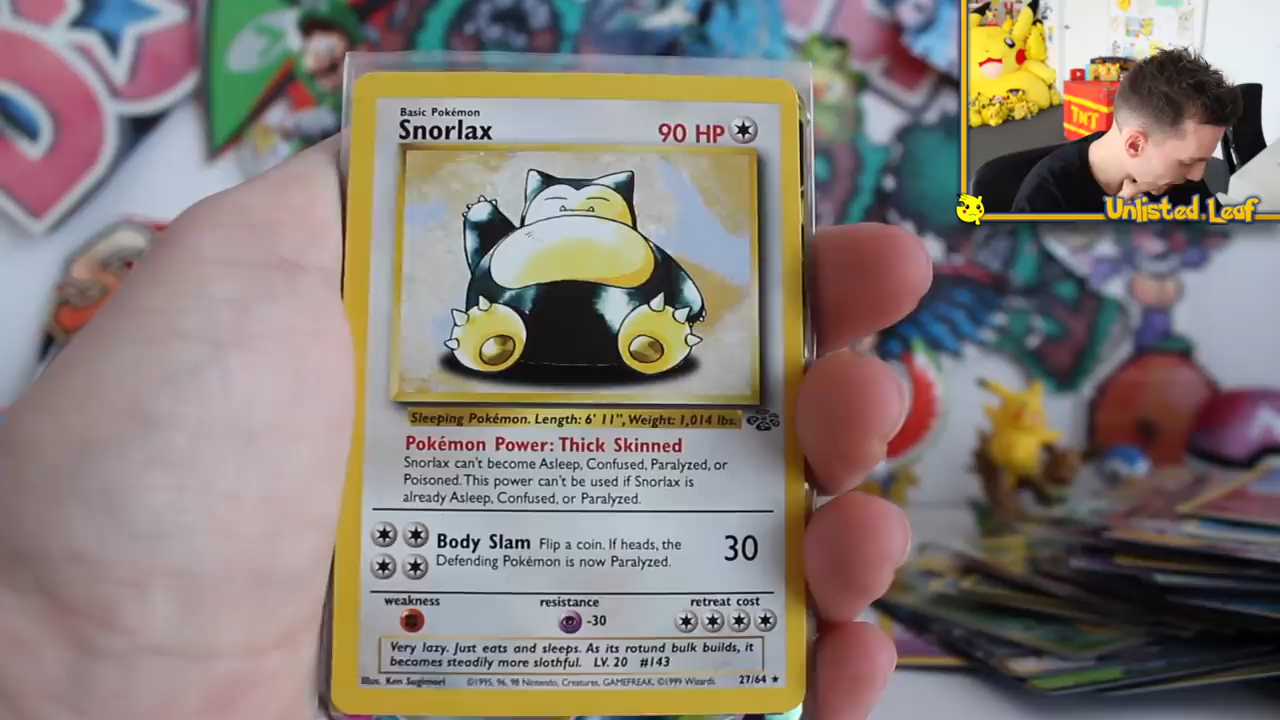 Basic Pokémon
Snorlax
90 HP
Sleeping Pokémon. Length: 6' 11", Weight: 1,014 lbs.
Pokémon Power: Thick Skinned
Snorlax can't become Asleep, Confused, Paralyzed, or
Poisoned. This power can't be used if Snorlax is
already Asleep, Confused, or Paralyzed.
Body Slam Flip a coin. If heads, the
Defending Pokémon is now Paralyzed.
30
weakness
resistance
retreat cost
-30
Very lazy. Just eats and sleeps. As its rotund bulk builds, it
becomes steadily more slothful. LV. 20 #143
Illus. Ken Sugimori
©1995, 96, 98 Nintendo, Creatures, GAMEFREAK. ©1999 Wizards.
27/64 ★
TNT
Unlisted Leaf